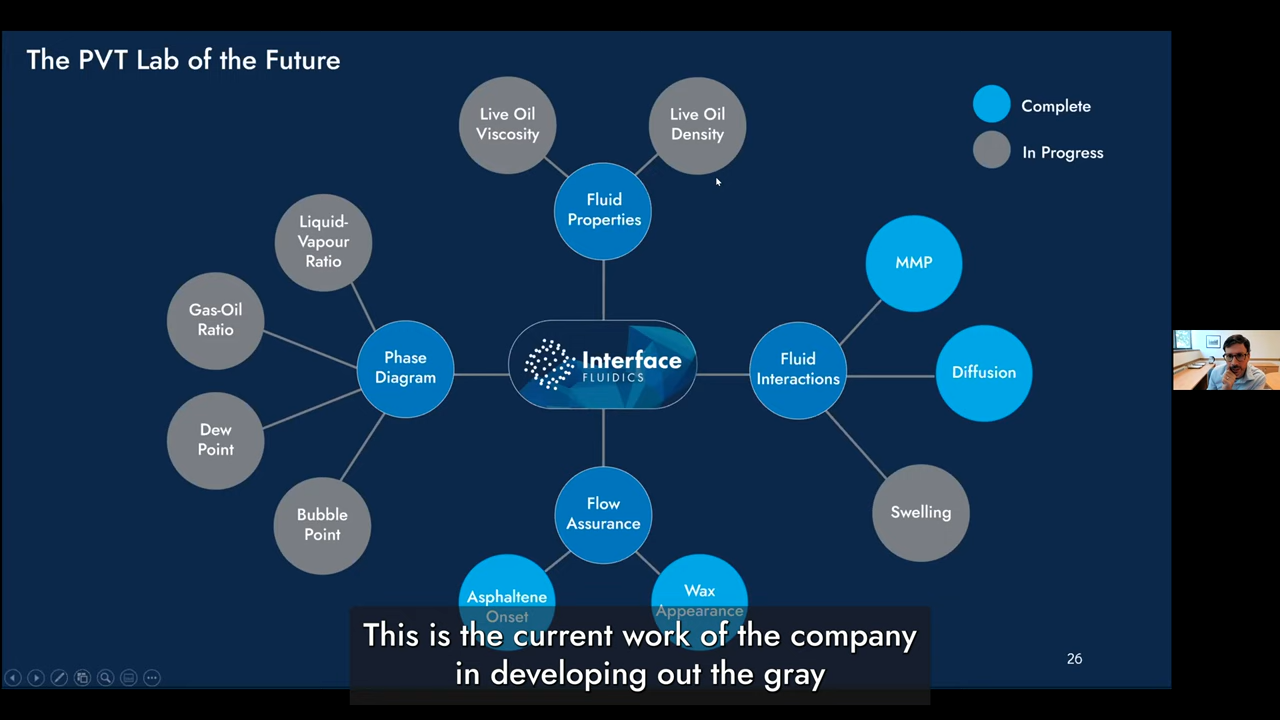 The PVT Lab of the Future
Live Oil
Viscosity
Live Oil
Density
Complete
In Progress
Fluid
Properties
Liquid-
Vapour
Ratio
MMP
Gas-Oil
Ratio
Phase
Diagram
Interface
FLUIDICS
Fluid
Interactions
Diffusion
Dew
Point
Bubble
Point
Flow
Assurance
Swelling
Asphaltene
Onset
Wax
Appearance
This is the current work of the company
in developing out the gray
26